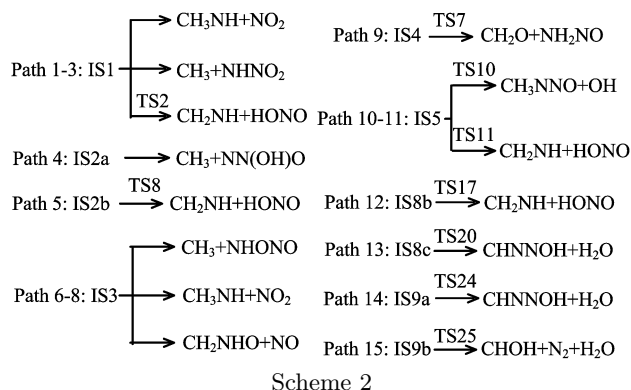 Path 1-3: IS1
CH₃NH+NO₂
CH₃+NHNO₂
TS2
CH₂NH+HONO
Path 4: IS2a
CH₃+NN(OH)O
Path 5: IS2b
TS8
CH₂NH+HONO
Path 6-8: IS3
CH₃+NHONO
CH₃NH+NO₂
CH₂NHO+NO
Path 9: IS4
TS7
CH₂O+NH₂NO
Path 10-11: IS5
TS10
CH₃NNO+OH
TS11
CH₂NH+HONO
Path 12: IS8b
TS17
CH₂NH+HONO
Path 13: IS8c
TS20
CHNNOH+H₂O
Path 14: IS9a
TS24
CHNNOH+H₂O
Path 15: IS9b
TS25
CHOH+N₂+H₂O
Scheme 2